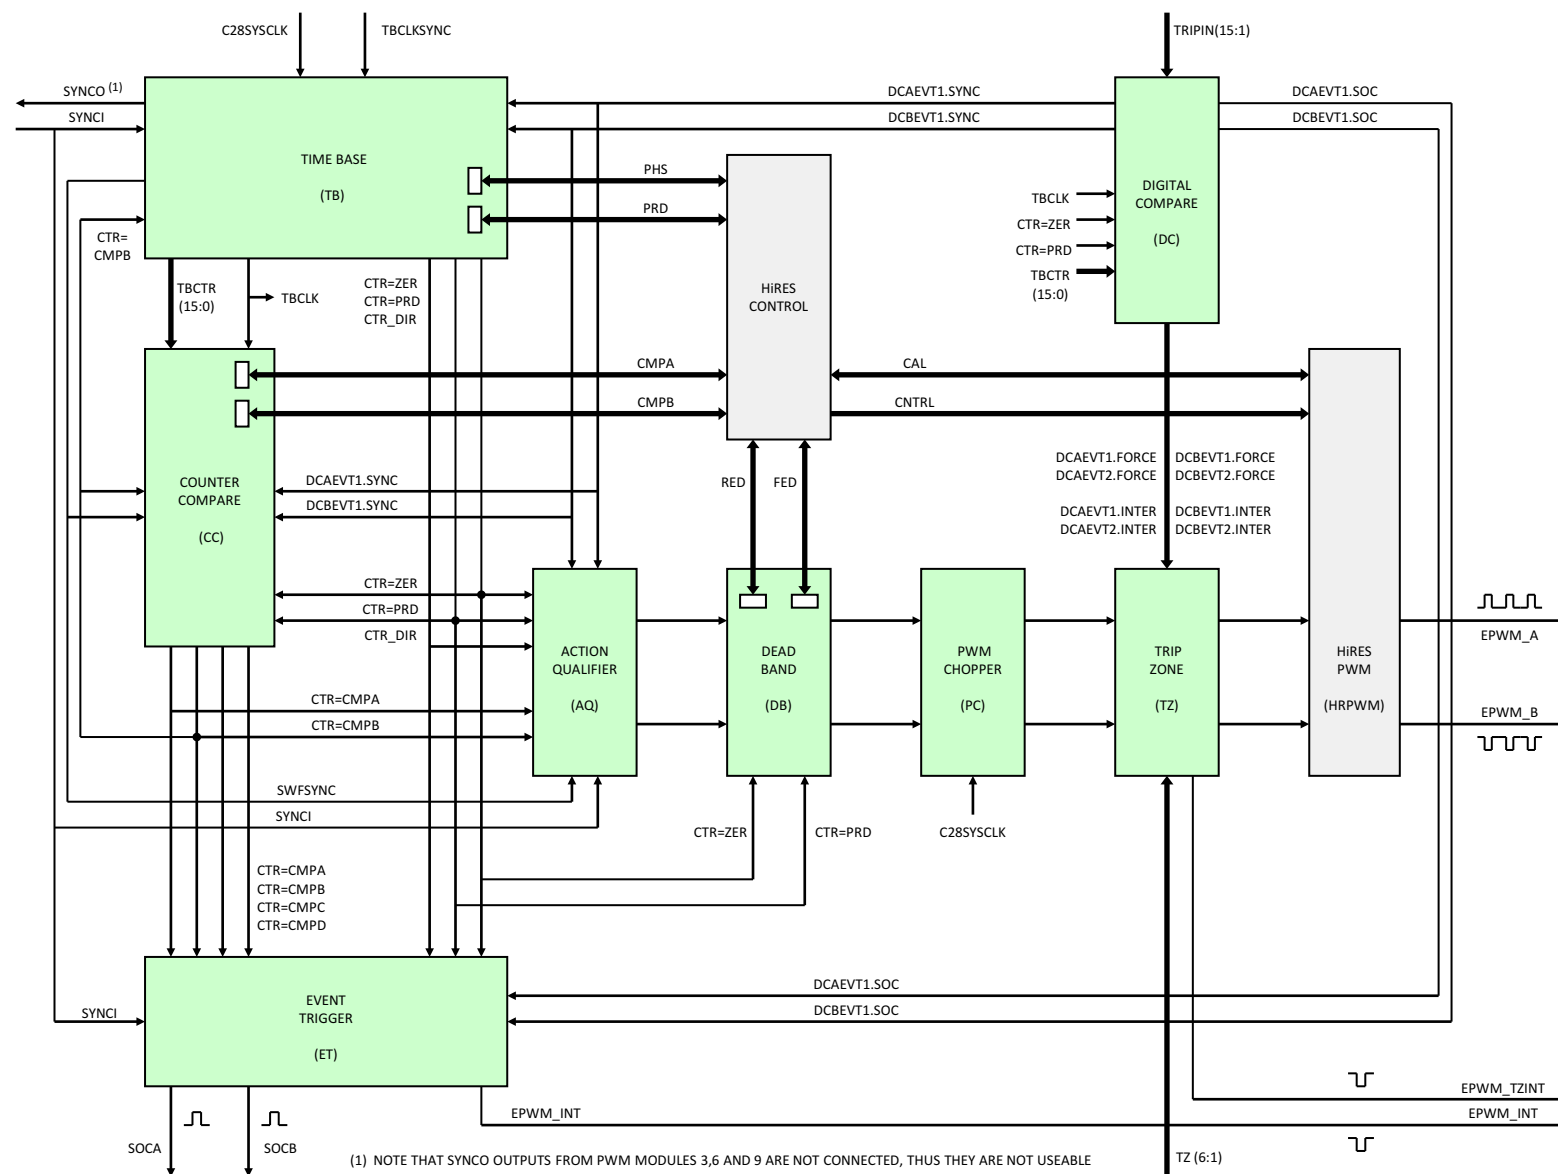 C28SYSCLK
TBCLKSYNC
TRIPIN(15:1)
SYNCO (1)
SYNCI
DCAEVT1.SYNC
DCBEVT1.SYNC
DCAEVT1.SOC
DCBEVT1.SOC
TIME BASE
(TB)
PHS
PRD
DIGITAL
COMPARE
(DC)
TBCLK
CTR=ZER
CTR=PRD
TBCTR
(15:0)
CTR=
CMPB
TBCTR
(15:0)
TBCLK
CTR=ZER
CTR=PRD
CTR_DIR
HiRES
CONTROL
CMPA
CMPB
CAL
CNTRL
COUNTER
COMPARE
(CC)
DCAEVT1.SYNC
DCBEVT1.SYNC
RED
FED
DCAEVT1.FORCE
DCAEVT2.FORCE
DCBEVT1.FORCE
DCBEVT2.FORCE
DCAEVT1.INTER
DCAEVT2.INTER
DCBEVT1.INTER
DCBEVT2.INTER
CTR=ZER
CTR=PRD
CTR_DIR
CTR=CMPA
CTR=CMPB
ACTION
QUALIFIER
(AQ)
DEAD
BAND
(DB)
PWM
CHOPPER
(PC)
TRIP
ZONE
(TZ)
HiRES
PWM
(HRPWM)
EPWM_A
EPWM_B
SWFSYNC
SYNCI
CTR=ZER
CTR=PRD
C28SYSCLK
CTR=CMPA
CTR=CMPB
CTR=CMPC
CTR=CMPD
EVENT
TRIGGER
(ET)
SYNCI
DCAEVT1.SOC
DCBEVT1.SOC
EPWM_TZINT
EPWM_INT
EPWM_INT
SOCA
SOCB
TZ (6:1)
(1) NOTE THAT SYNCO OUTPUTS FROM PWM MODULES 3,6 AND 9 ARE NOT CONNECTED, THUS THEY ARE NOT USEABLE